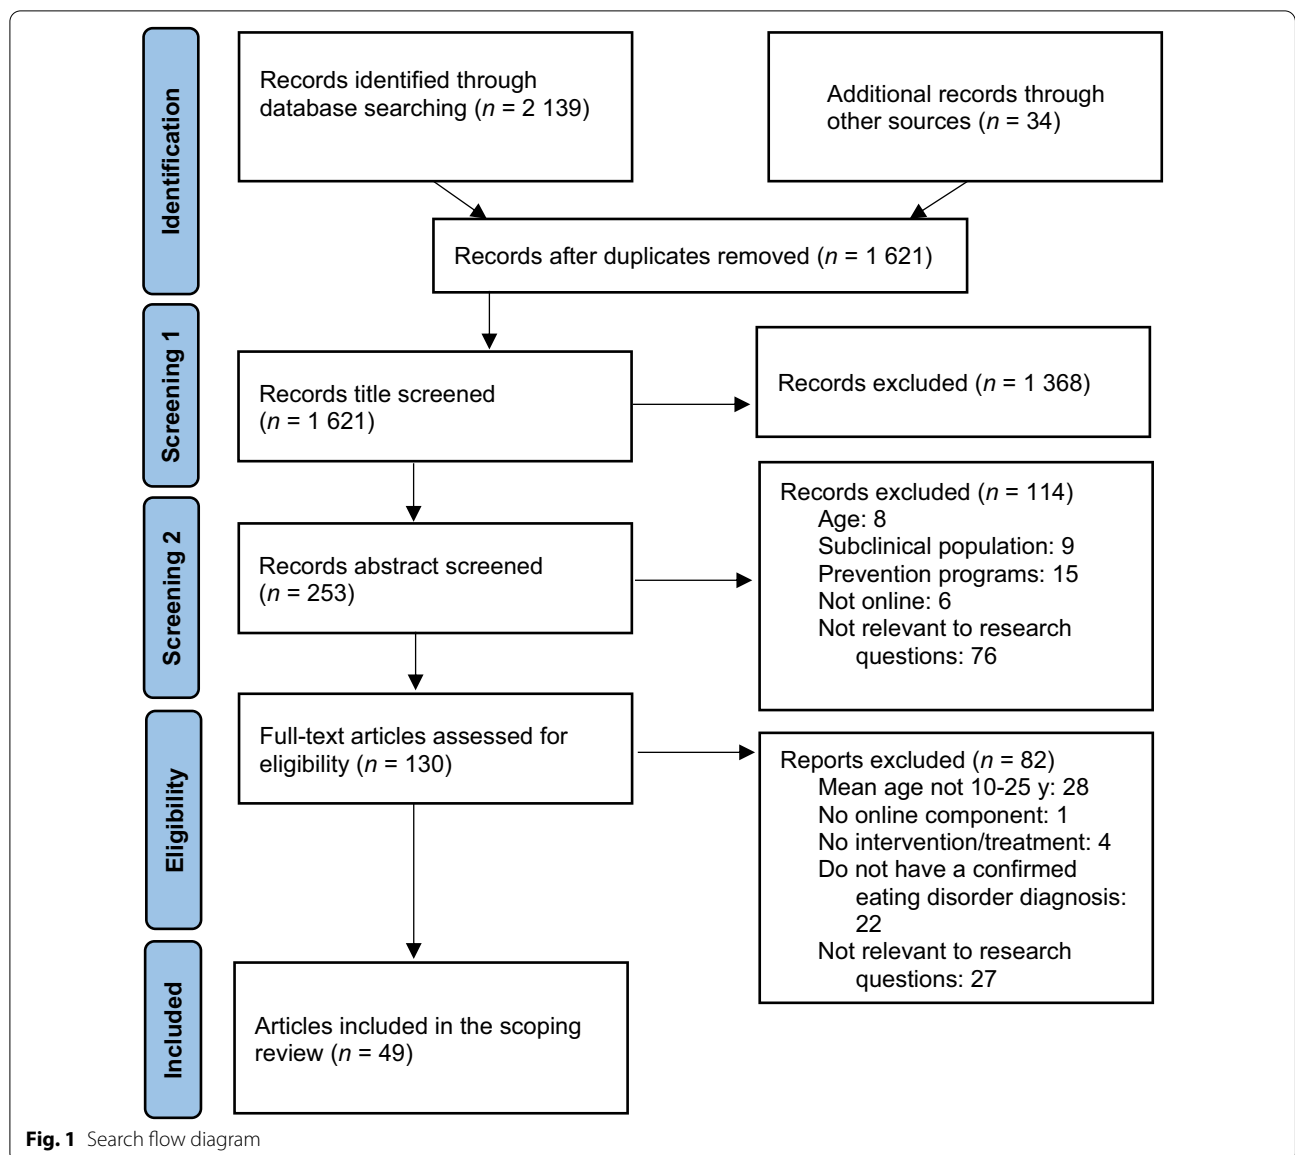 Identification
Records identified through
database searching (n = 2 139)
Additional records through
other sources (n = 34)
Records after duplicates removed (n = 1 621)
Screening 1
Records title screened
(n = 1 621)
Records excluded (n = 1 368)
Screening 2
Records abstract screened
(n = 253)
Records excluded (n = 114)
Age: 8
Subclinical population: 9
Prevention programs: 15
Not online: 6
Not relevant to research
questions: 76
Eligibility
Full-text articles assessed for
eligibility (n = 130)
Reports excluded (n = 82)
Mean age not 10-25 y: 28
No online component: 1
No intervention/treatment: 4
Do not have a confirmed
eating disorder diagnosis:
22
Not relevant to research
questions: 27
Included
Articles included in the scoping
review (n = 49)
Fig. 1 Search flow diagram